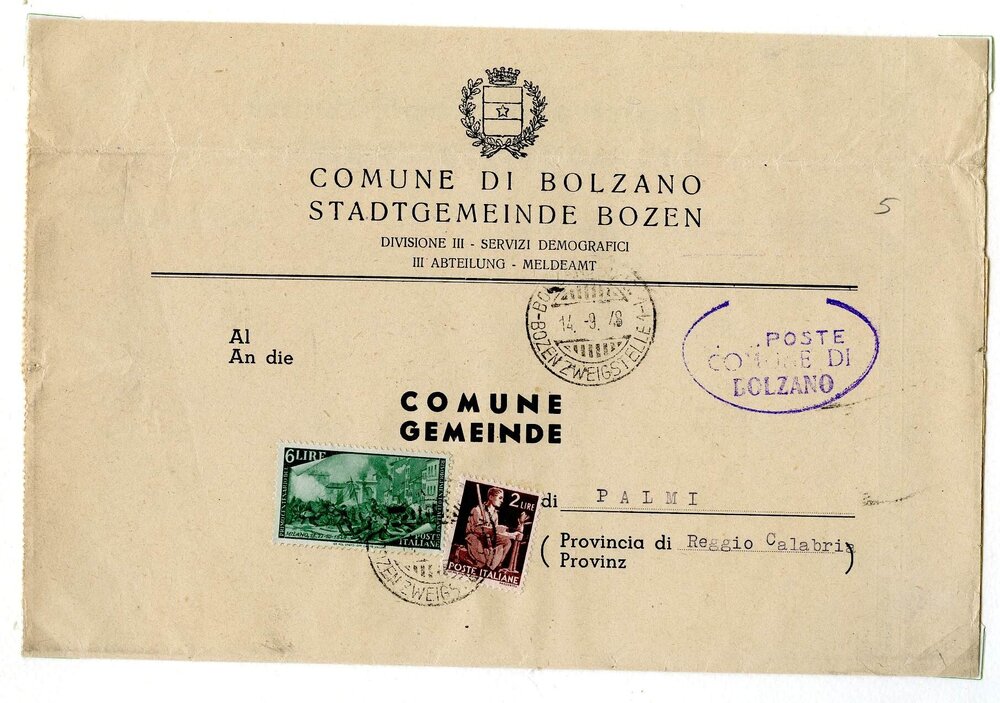 COMUNE DI BOLZANO
STADTGEMEINDE BOZEN
DIVISIONE III - SERVIZI DEMOGRAFICI
III ABTEILUNG - MELDEAMT
5
14. -9. 48
BOZEN ZWEIGSTELLE 1
POSTE
COMUNE DI
BOLZANO
Al
An die
COMUNE
GEMEINDE
6 LIRE
POSTE
ITALIANE
2 LIRE
POSTE ITALIANE
ZWEIGS
di PALMI
( Provincia di Reggio Calabria )
Provinz